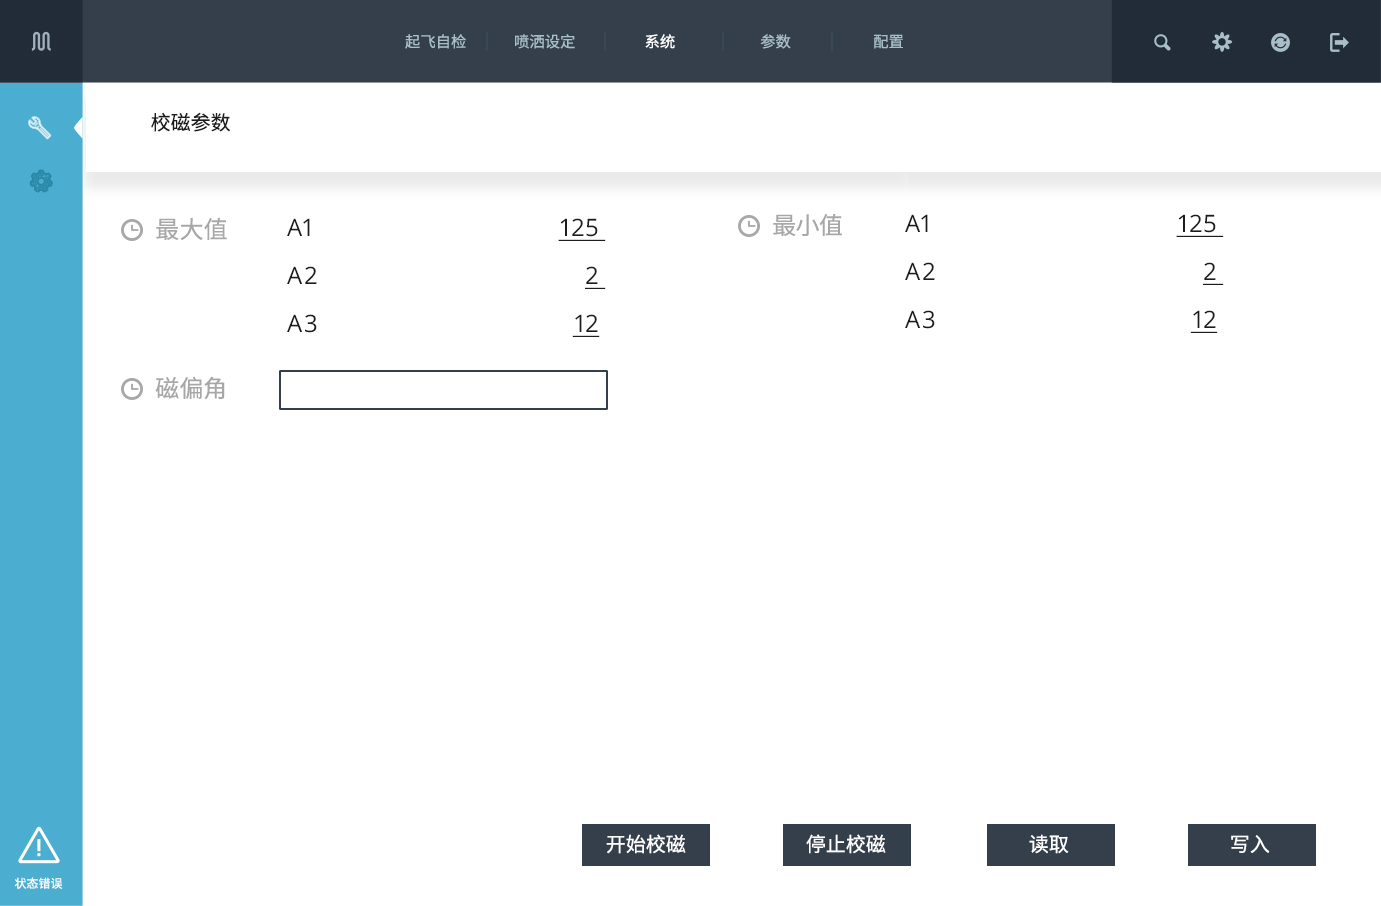 起飞自检 喷洒设定 系统 参数 配置
校磁参数
最大值 A1 125
A2 2
A3 12
最小值 A1 125
A2 2
A3 12
磁偏角
开始校磁 停止校磁 读取 写入
状态错误